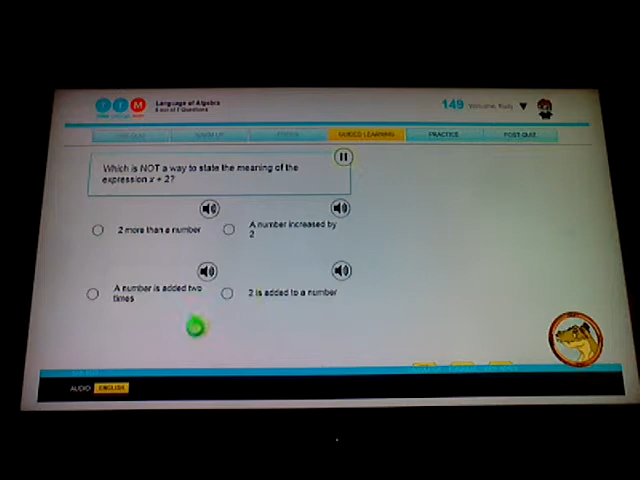 T T M
Language of Algebra
149 Welcome, Rudy
GUIDED LEARNING PRACTICE POST QUIZ
Which is NOT a way to state the meaning of the
expression x + 2?
2 more than a number
A number increased by
2
A number is added two
times
2 is added to a number
AUDIO ENGLISH